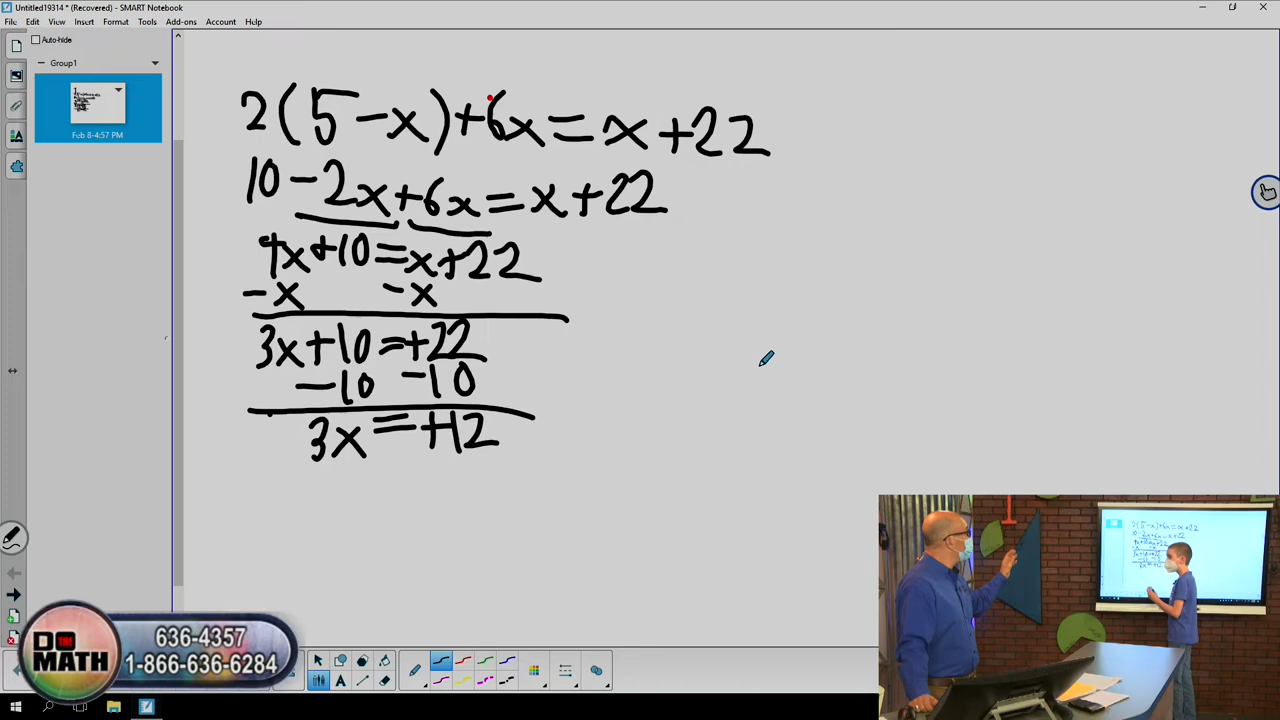 Untitled19314 * (Recovered) - SMART Notebook
File Edit View Insert Format Tools Add-ons Account Help
Auto-hide
Group1
Feb 8-4:57 PM
2(5-x)+6x=x+22
10-2x+6x=x+22
4x+10=x+22
-x -x
3x+10=+22
-10 -10
3x=+12
DO THE MATH
636-4357
1-866-636-6284